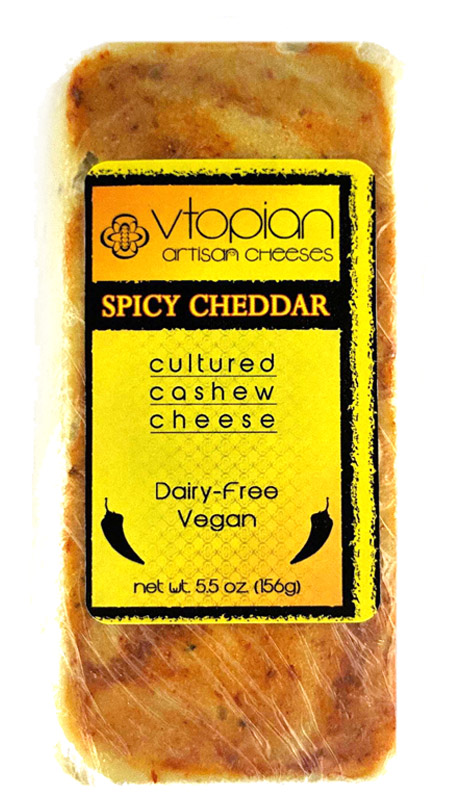 vtopian
artisan cheeses
SPICY CHEDDAR
cultured
cashew
cheese
Dairy-Free
Vegan
net wt. 5.5 oz. (156g)